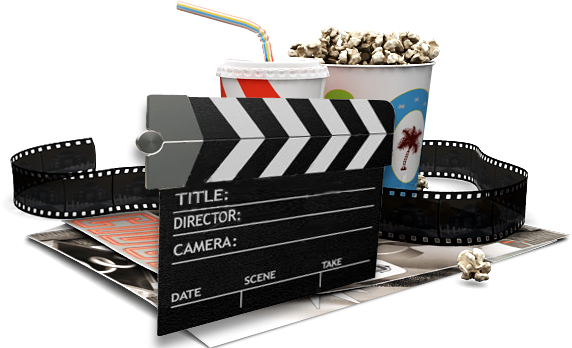 TITLE:
DIRECTOR:
CAMERA:
DATE SCENE TAKE